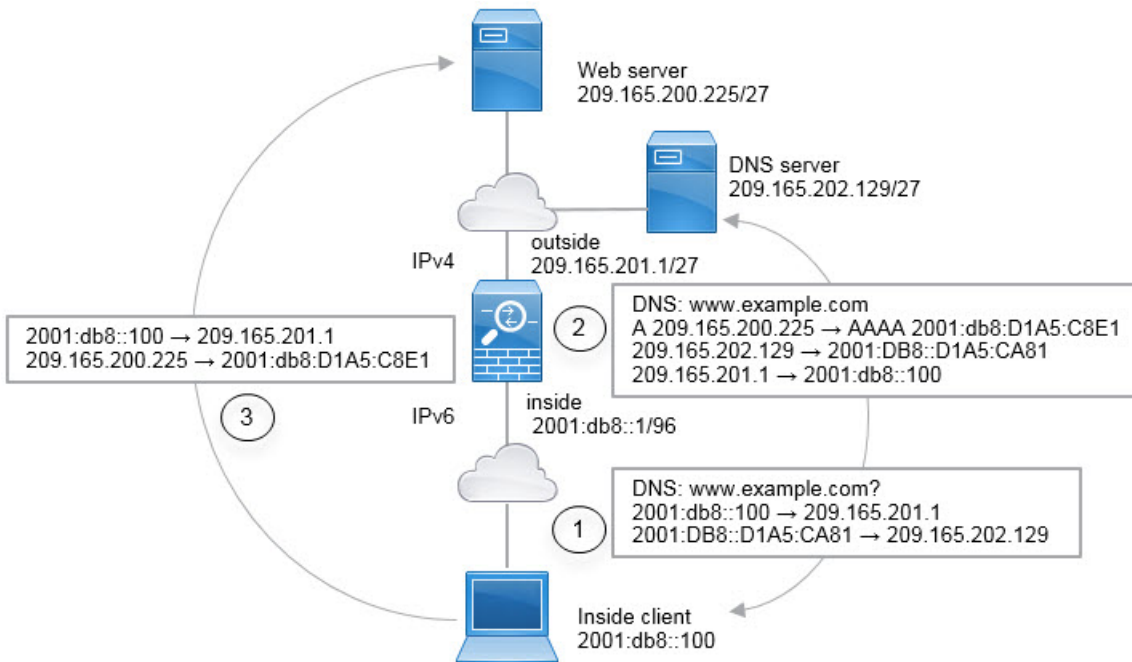 Web server
209.165.200.225/27
DNS server
209.165.202.129/27
IPv4
outside
209.165.201.1/27
2
DNS: www.example.com
A 209.165.200.225 → AAAA 2001:db8:D1A5:C8E1
209.165.202.129 → 2001:DB8::D1A5:CA81
209.165.201.1 → 2001:db8::100
2001:db8::100 → 209.165.201.1
209.165.200.225 → 2001:db8:D1A5:C8E1
3
IPv6
inside
2001:db8::1/96
1
DNS: www.example.com?
2001:db8::100 → 209.165.201.1
2001:DB8::D1A5:CA81 → 209.165.202.129
Inside client
2001:db8::100